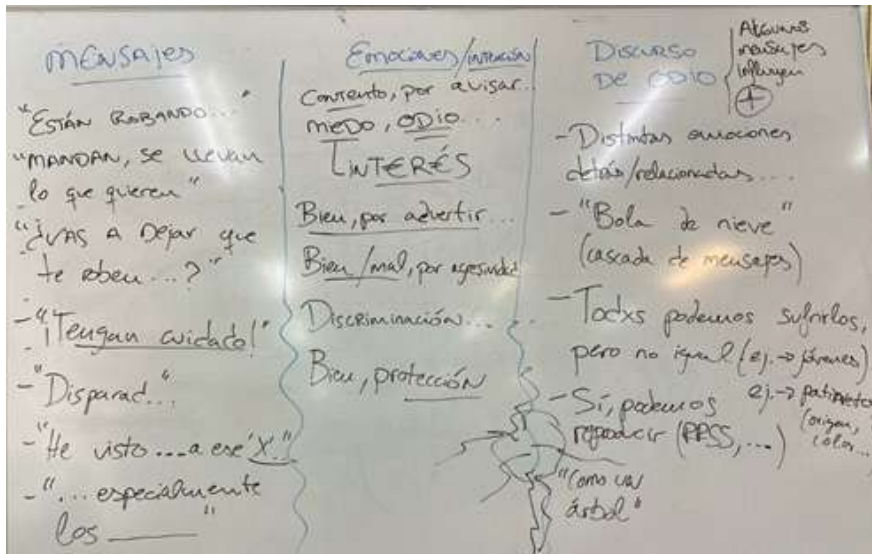 MENSAJES
"ESTÁN ROBANDO..."
"MANDAN, SE LLEVAN
lo que quieren"
"¿VAS A DEJAR que
te roben...?"
- "¡Tengan cuidado!"
- "Disparad..."
- "He visto...a ese 'X'."
- "... especialmente
los ____"
Emociones/intención
Contento, por avisar...
MIEDO, ODIO...
INTERÉS
Bien, por advertir...
Bien/mal, por
Discriminación...
Bien, protección
DISCURSO
DE ODIO
Algunos
mensajes
influyen
+
- Distintas emociones
detrás/relacionadas...
- "Bola de nieve"
(cascada de mensajes)
- Todxs podemos sufrirlos,
pero no igual (ej.→ jóvenes)
ej.→
(origen,
color...
- Sí, podemos
reproducir (RRSS, ...)
"Como un
árbol"